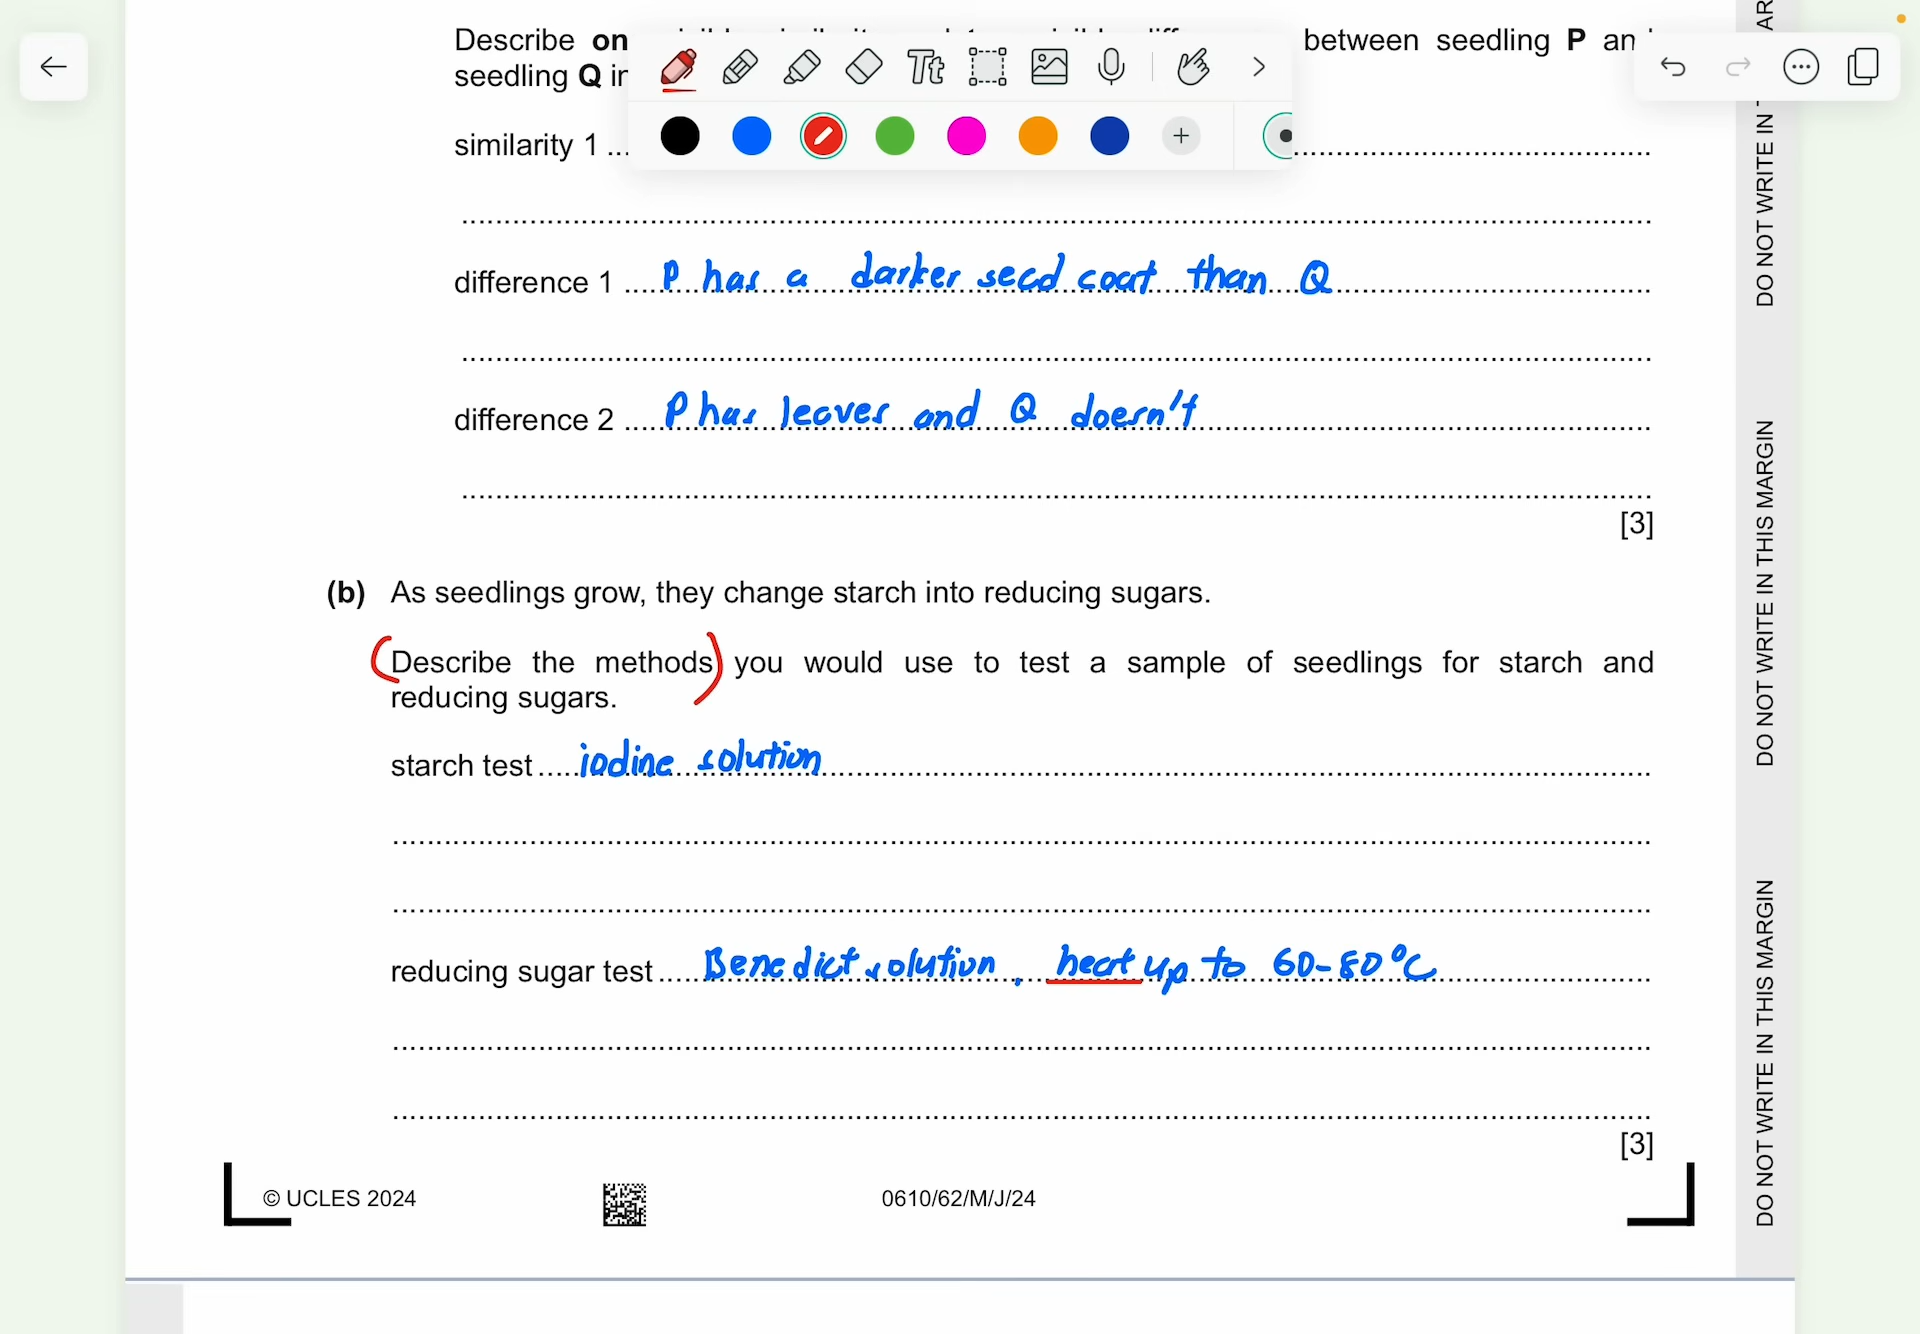 Describe on between seedling P an
seedling Q in
similarity 1 ...
difference 1 .... P has a darker seed coat than Q
difference 2 .... P has leaves and Q doesn't
[3]
(b) As seedlings grow, they change starch into reducing sugars.
Describe the methods you would use to test a sample of seedlings for starch and
reducing sugars.
starch test .... iodine solution
reducing sugar test .... Benedict solution, heat up to 60-80°C
[3]
© UCLES 2024
0610/62/M/J/24
Tt
AR
DO NOT WRITE IN T
DO NOT WRITE IN THIS MARGIN
DO NOT WRITE IN THIS MARGIN